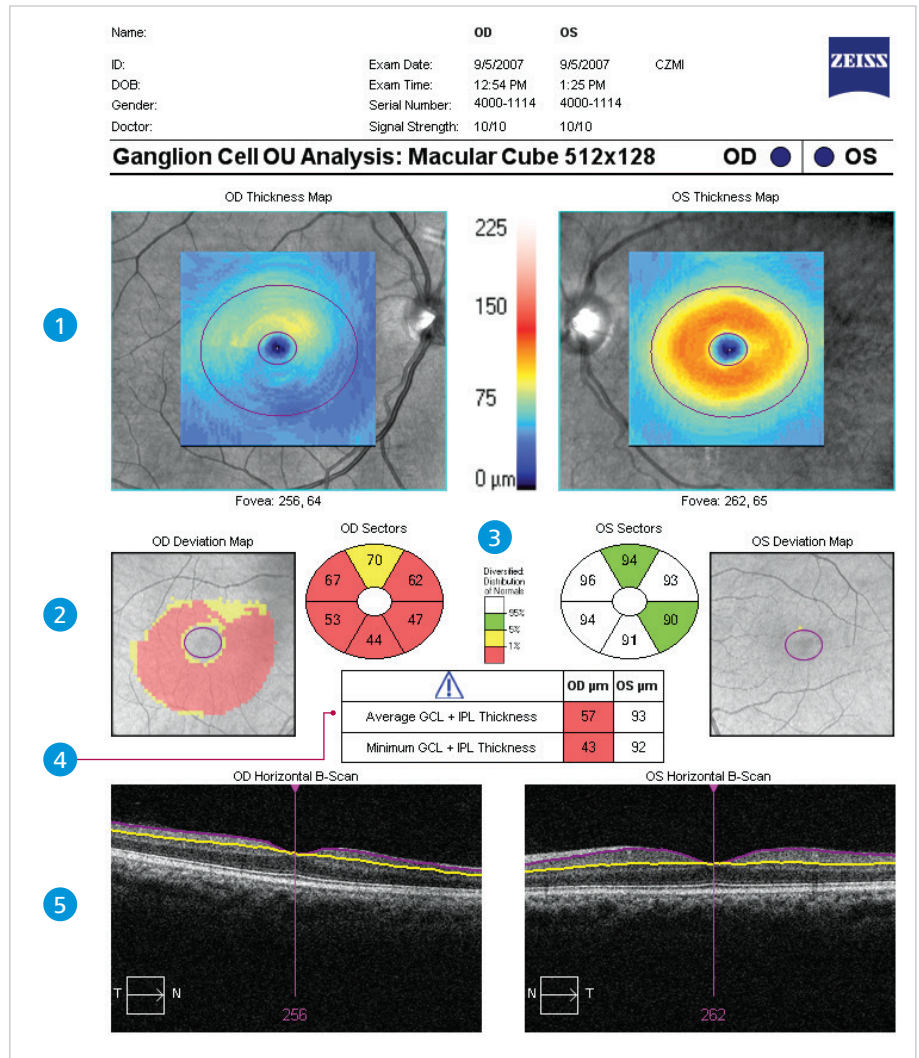 Name: OD OS
ID: Exam Date: 9/5/2007 9/5/2007 CZMI
DOB: Exam Time: 12:54 PM 1:25 PM
Gender: Serial Number: 4000-1114 4000-1114
Doctor: Signal Strength: 10/10 10/10
ZEISS
Ganglion Cell OU Analysis: Macular Cube 512x128 OD OS
OD Thickness Map
OS Thickness Map
1
225
150
75
0 µm
Fovea: 256, 64
Fovea: 262, 65
2
OD Deviation Map
OD Sectors
70
67 62
53 47
44
3
Diversified:
Distribution
of Normals
95%
5%
1%
OS Sectors
94
96 93
94 90
91
OS Deviation Map
4
OD µm OS µm
Average GCL + IPL Thickness 57 93
Minimum GCL + IPL Thickness 43 92
OD Horizontal B-Scan
OS Horizontal B-Scan
5
T N
256
N T
262